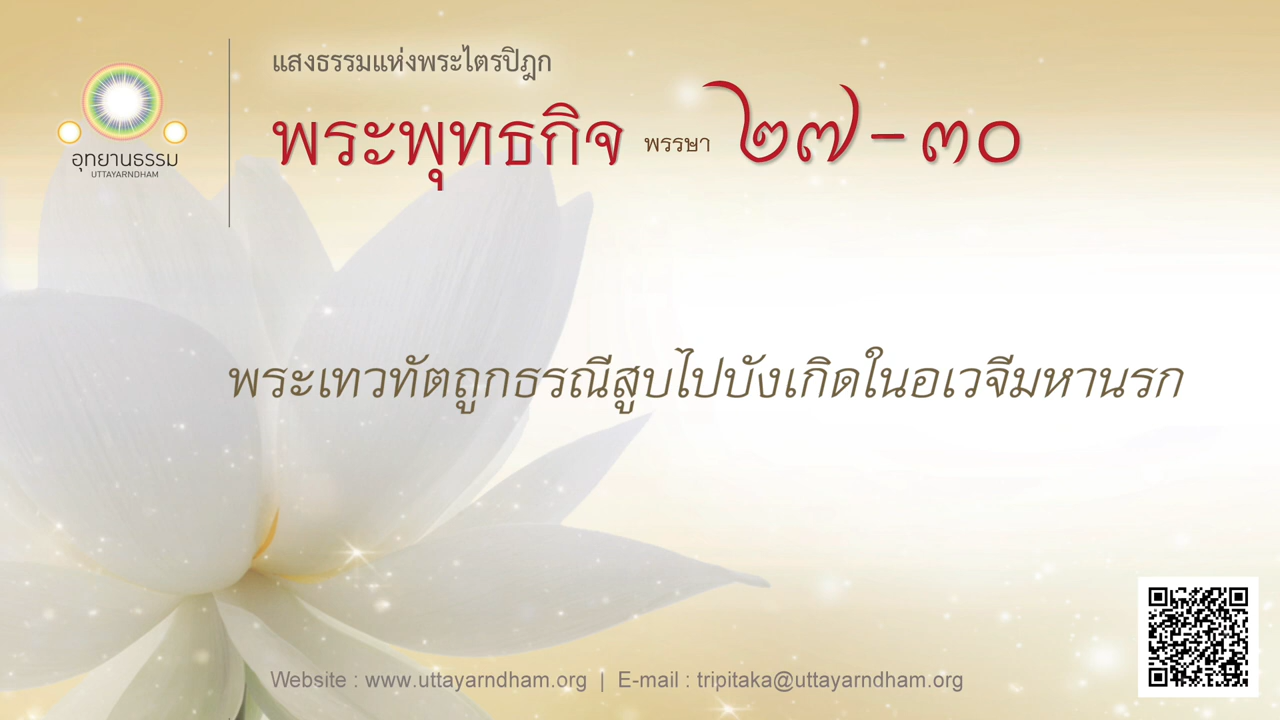 แสงธรรมแห่งพระไตรปิฎก
พระพุทธกิจ พรรษา ๒๗ - ๓๐
อุทยานธรรม
UTTAYARNDHAM
พระเทวทัตถูกธรณีสูบไปบังเกิดในอเวจีมหานรก
Website : www.uttayarndham.org | E-mail : tripitaka@uttayarndham.org